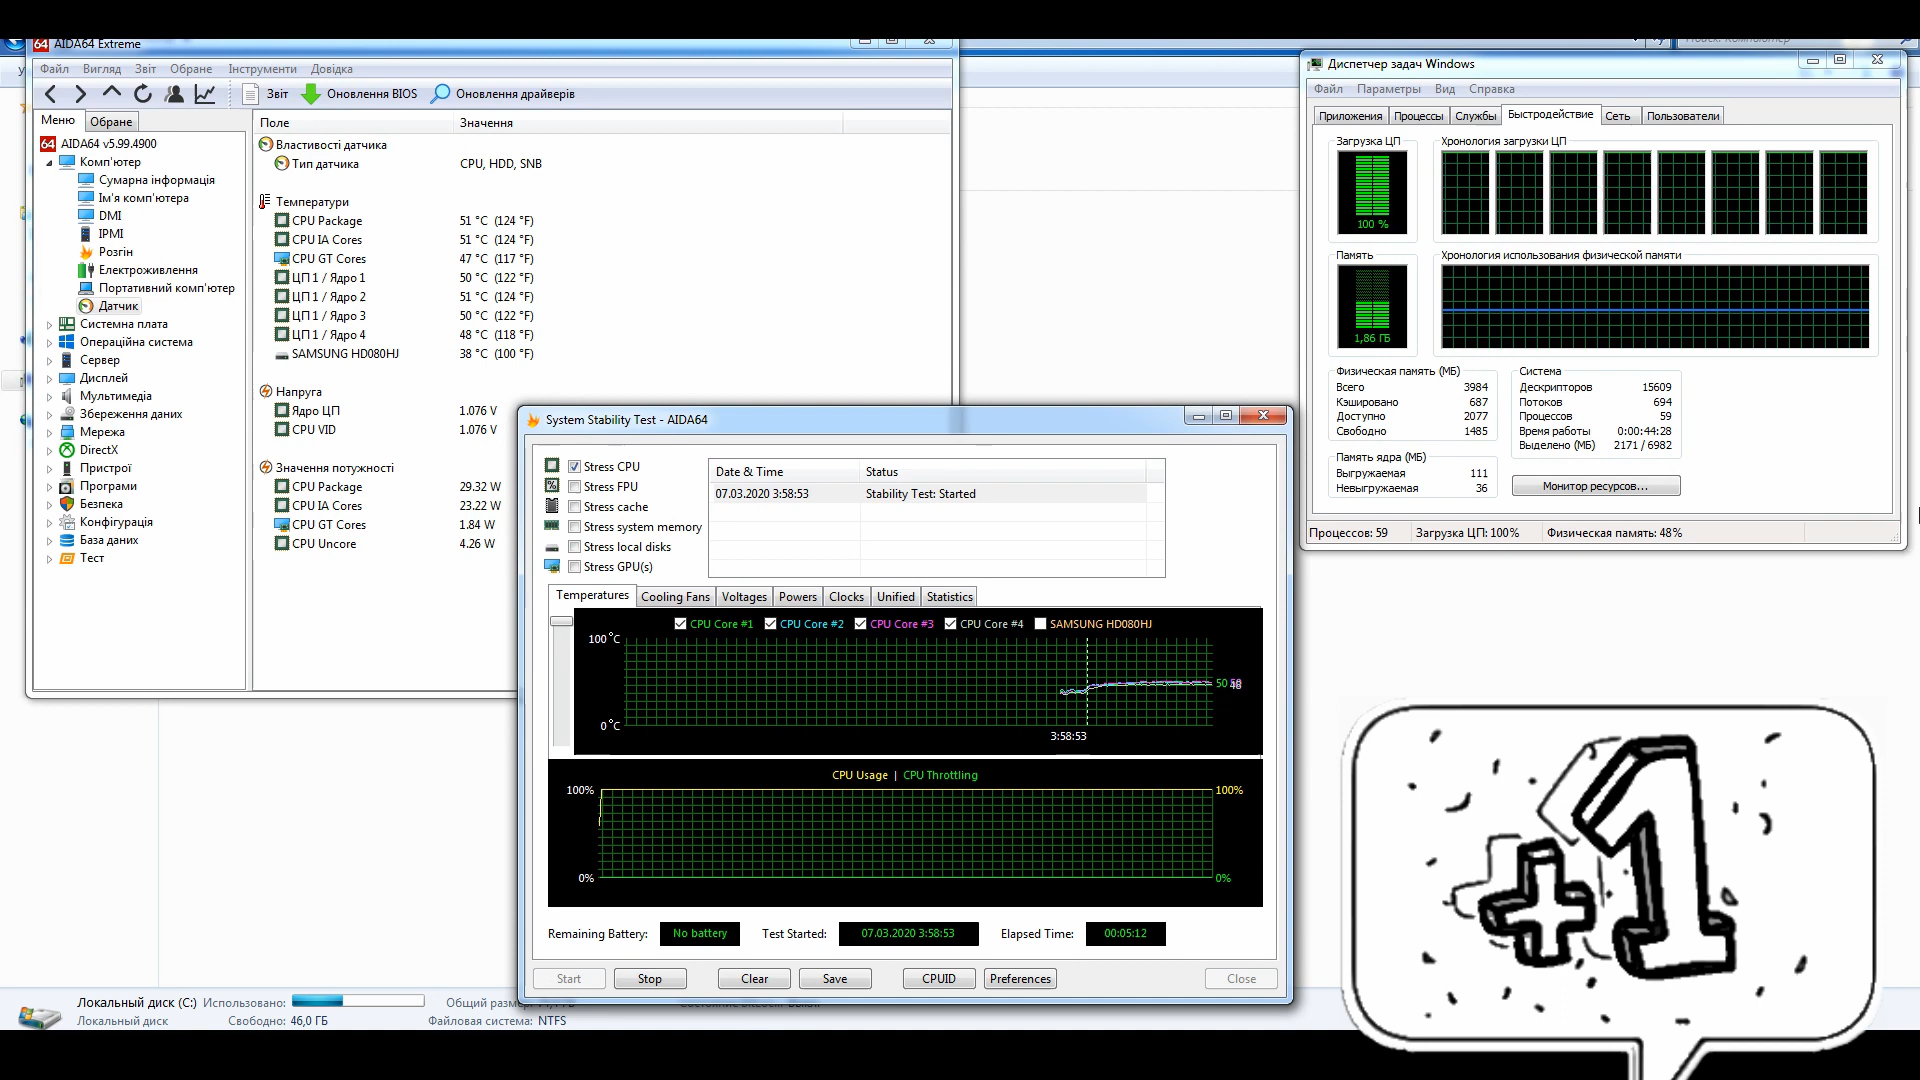 AIDA64 Extreme
Файл Вигляд Звіт Обране Інструменти Довідка
Звіт Оновлення BIOS Оновлення драйверів
Меню Обране
AIDA64 v5.99.4900
Комп'ютер
Сумарна інформація
Ім'я комп'ютера
DMI
IPMI
Розгін
Електроживлення
Портативний комп'ютер
Датчик
Системна плата
Операційна система
Сервер
Дисплей
Мультимедіа
Збереження даних
Мережа
DirectX
Пристрої
Програми
Безпека
Конфігурація
База даних
Тест
Поле Значення
Властивості датчика
Тип датчика CPU, HDD, SNB
Температури
CPU Package 51 °C (124 °F)
CPU IA Cores 51 °C (124 °F)
CPU GT Cores 47 °C (117 °F)
ЦП 1 / Ядро 1 50 °C (122 °F)
ЦП 1 / Ядро 2 51 °C (124 °F)
ЦП 1 / Ядро 3 50 °C (122 °F)
ЦП 1 / Ядро 4 48 °C (118 °F)
SAMSUNG HD080HJ 38 °C (100 °F)
Напруга
Ядро ЦП 1.076 V
CPU VID 1.076 V
Значення потужності
CPU Package 29.32 W
CPU IA Cores 23.22 W
CPU GT Cores 1.84 W
CPU Uncore 4.26 W
System Stability Test - AIDA64
Stress CPU
Stress FPU
Stress cache
Stress system memory
Stress local disks
Stress GPU(s)
Date & Time Status
07.03.2020 3:58:53 Stability Test: Started
Temperatures Cooling Fans Voltages Powers Clocks Unified Statistics
CPU Core #1 CPU Core #2 CPU Core #3 CPU Core #4 SAMSUNG HD080HJ
100°C
50
0°C
3:58:53
CPU Usage | CPU Throttling
100% 100%
0% 0%
Remaining Battery: No battery Test Started: 07.03.2020 3:58:53 Elapsed Time: 00:05:12
Start Stop Clear Save CPUID Preferences Close
Диспетчер задач Windows
Файл Параметры Вид Справка
Приложения Процессы Службы Быстродействие Сеть Пользователи
Загрузка ЦП Хронология загрузки ЦП
100 %
Память Хронология использования физической памяти
1,86 ГБ
Физическая память (МБ)
Всего 3984
Кэшировано 687
Доступно 2077
Свободно 1485
Память ядра (МБ)
Выгружаемая 111
Невыгружаемая 36
Система
Дескрипторов 15609
Потоков 694
Процессов 59
Время работы 0:00:44:28
Выделено (МБ) 2171 / 6982
Монитор ресурсов...
Процессов: 59 Загрузка ЦП: 100% Физическая память: 48%
+1
Локальный диск (C:) Использовано: Общий разме
Локальный диск Свободно: 46,0 ГБ Файловая система: NTFS